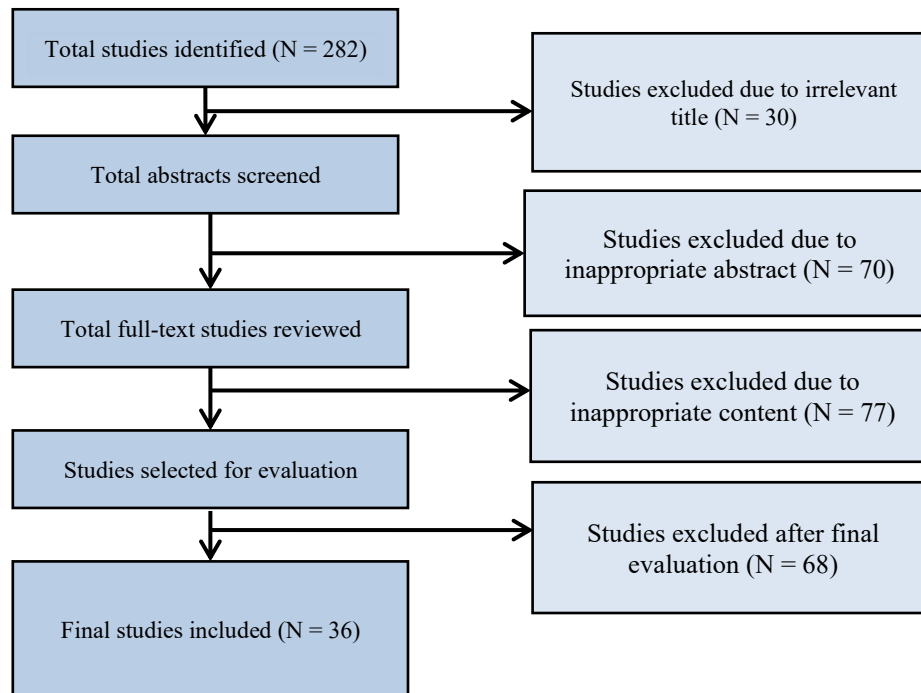 Total studies identified (N = 282)
Studies excluded due to irrelevant
title (N = 30)
Total abstracts screened
Studies excluded due to
inappropriate abstract (N = 70)
Total full-text studies reviewed
Studies excluded due to
inappropriate content (N = 77)
Studies selected for evaluation
Studies excluded after final
evaluation (N = 68)
Final studies included (N = 36)